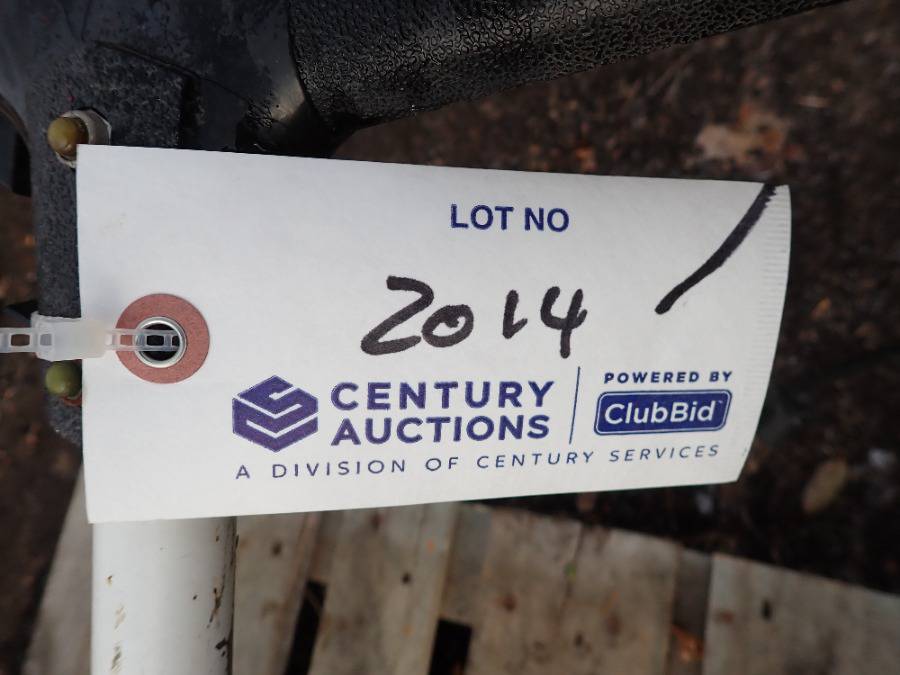 LOT NO
2014
CENTURY
AUCTIONS
A DIVISION OF CENTURY SERVICES
POWERED BY
ClubBid